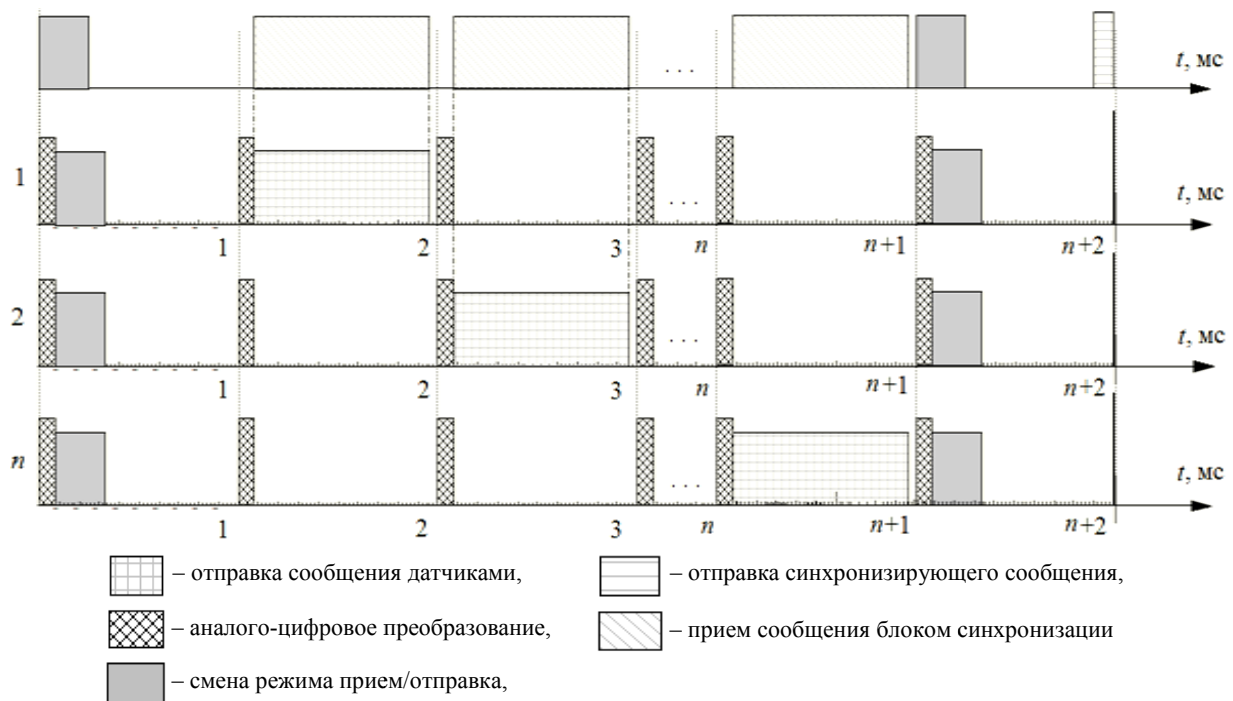 . . . t, мс
1 . . . t, мс
1 2 3 n n+1 n+2
2 . . . t, мс
1 2 3 n n+1 n+2
n . . . t, мс
1 2 3 n n+1 n+2
– отправка сообщения датчиками, – отправка синхронизирующего сообщения,
– аналого-цифровое преобразование, – прием сообщения блоком синхронизации
– смена режима прием/отправка,